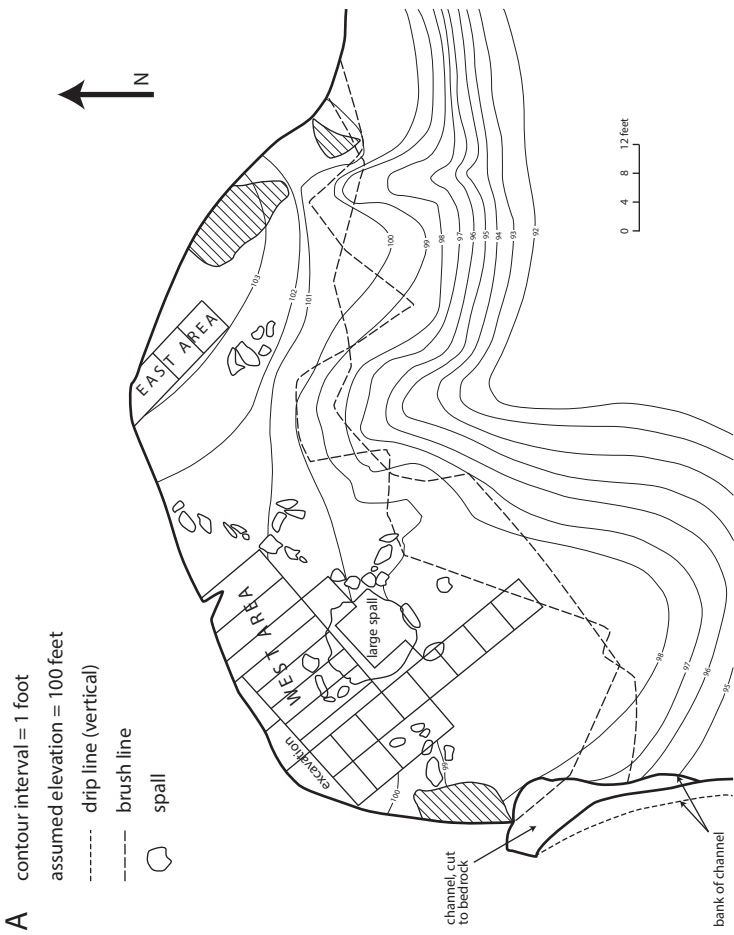 A
contour interval = 1 foot
assumed elevation = 100 feet
drip line (vertical)
brush line
spall
N
0 4 8 12 feet
EAST AREA
WEST AREA
excavation
large spall
103
102
101
100
99
98
97
96
95
94
93
92
100
99
98
97
96
95
channel, cut
to bedrock
bank of channel